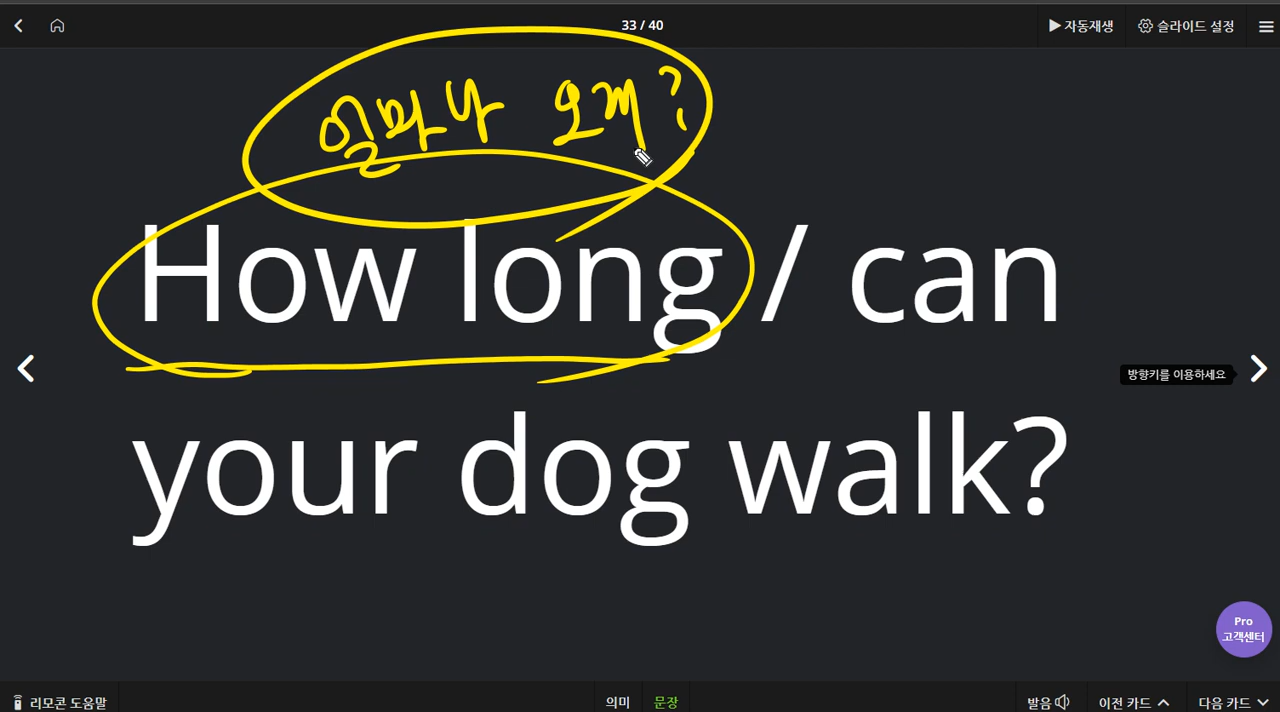 33 / 40
자동재생
슬라이드 설정
얼마나 오래?
How long / can
방향키를 이용하세요
your dog walk?
Pro
고객센터
리모콘 도움말
의미
문장
발음
이전 카드
다음 카드